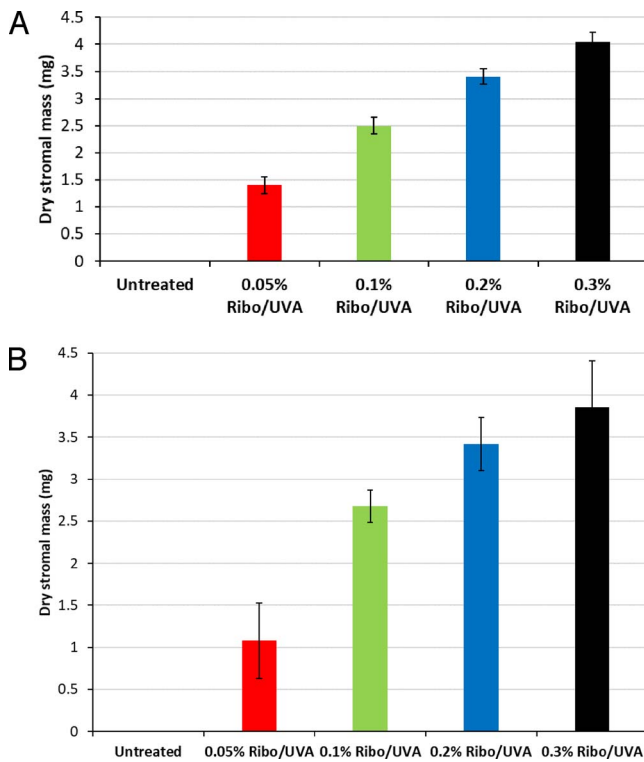 A
Dry stromal mass (mg)
4.5
4
3.5
3
2.5
2
1.5
1
0.5
0
Untreated 0.05% 0.1% 0.2% 0.3%
Ribo/UVA Ribo/UVA Ribo/UVA Ribo/UVA
B
Dry stromal mass (mg)
4.5
4
3.5
3
2.5
2
1.5
1
0.5
0
Untreated 0.05% Ribo/UVA 0.1% Ribo/UVA 0.2% Ribo/UVA 0.3% Ribo/UVA